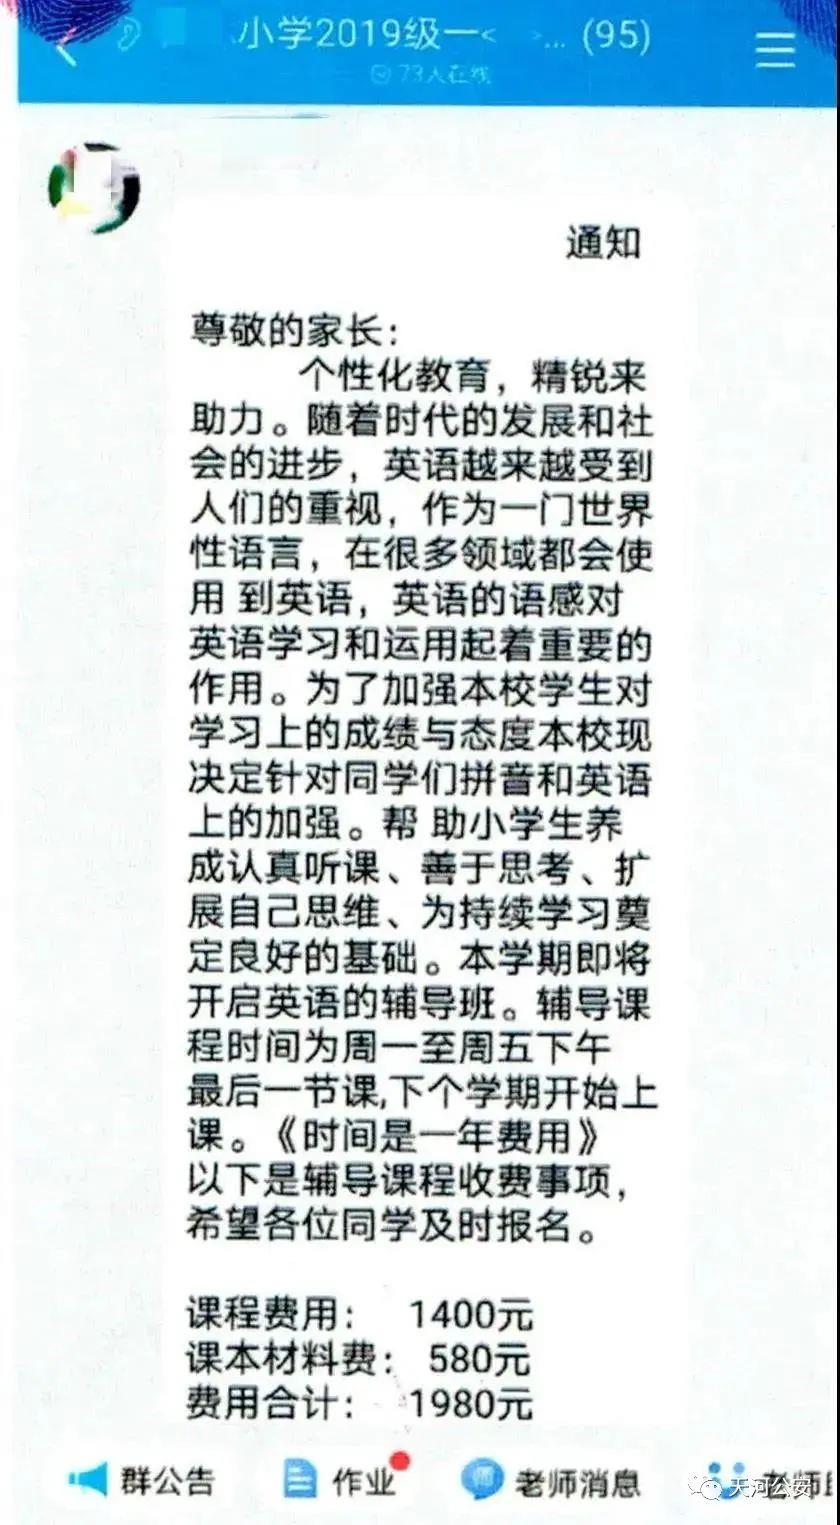 小学2019级一
... (95)
73人在线
通知
尊敬的家长：
个性化教育，精锐来
助力。随着时代的发展和社
会的进步，英语越来越受到
人们的重视，作为一门世界
性语言，在很多领域都会使
用 到英语，英语的语感对
英语学习和运用起着重要的
作用。为了加强本校学生对
学习上的成绩与态度本校现
决定针对同学们拼音和英语
上的加强。帮 助小学生养
成认真听课、善于思考、扩
展自己思维、为持续学习奠
定良好的基础。本学期即将
开启英语的辅导班。辅导课
程时间为周一至周五下午
最后一节课,下个学期开始上
课。《时间是一年费用》
以下是辅导课程收费事项，
希望各位同学及时报名。
课程费用： 1400元
课本材料费： 580元
费用合计： 1980元
群公告 作业 师 老师消息 老师
天河公安